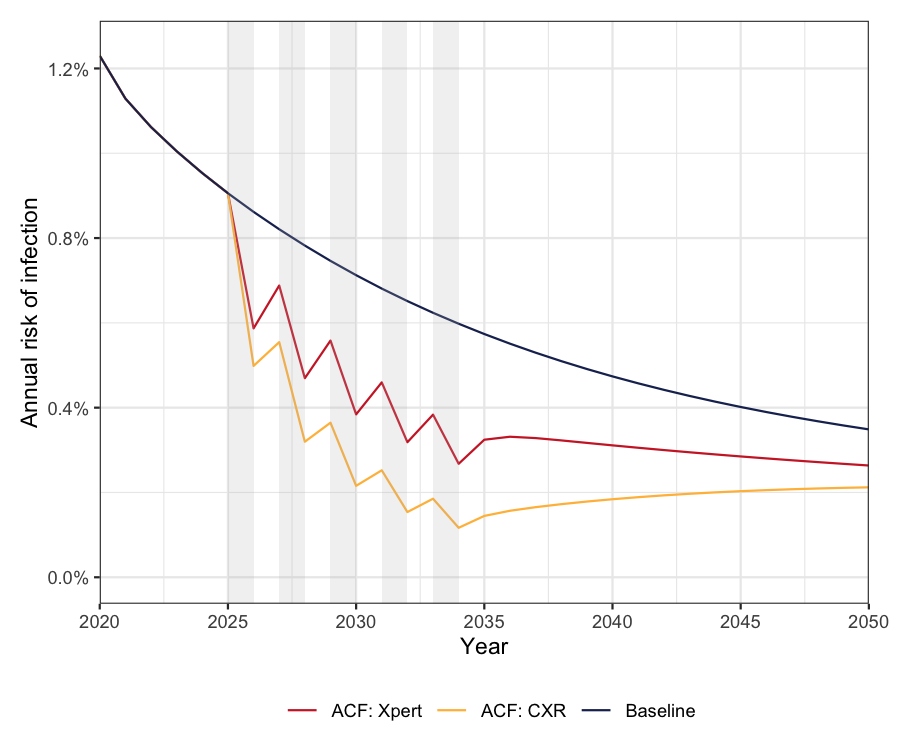 Annual risk of infection
1.2%
0.8%
0.4%
0.0%
2020 2025 2030 2035 2040 2045 2050
Year
ACF: Xpert ACF: CXR Baseline